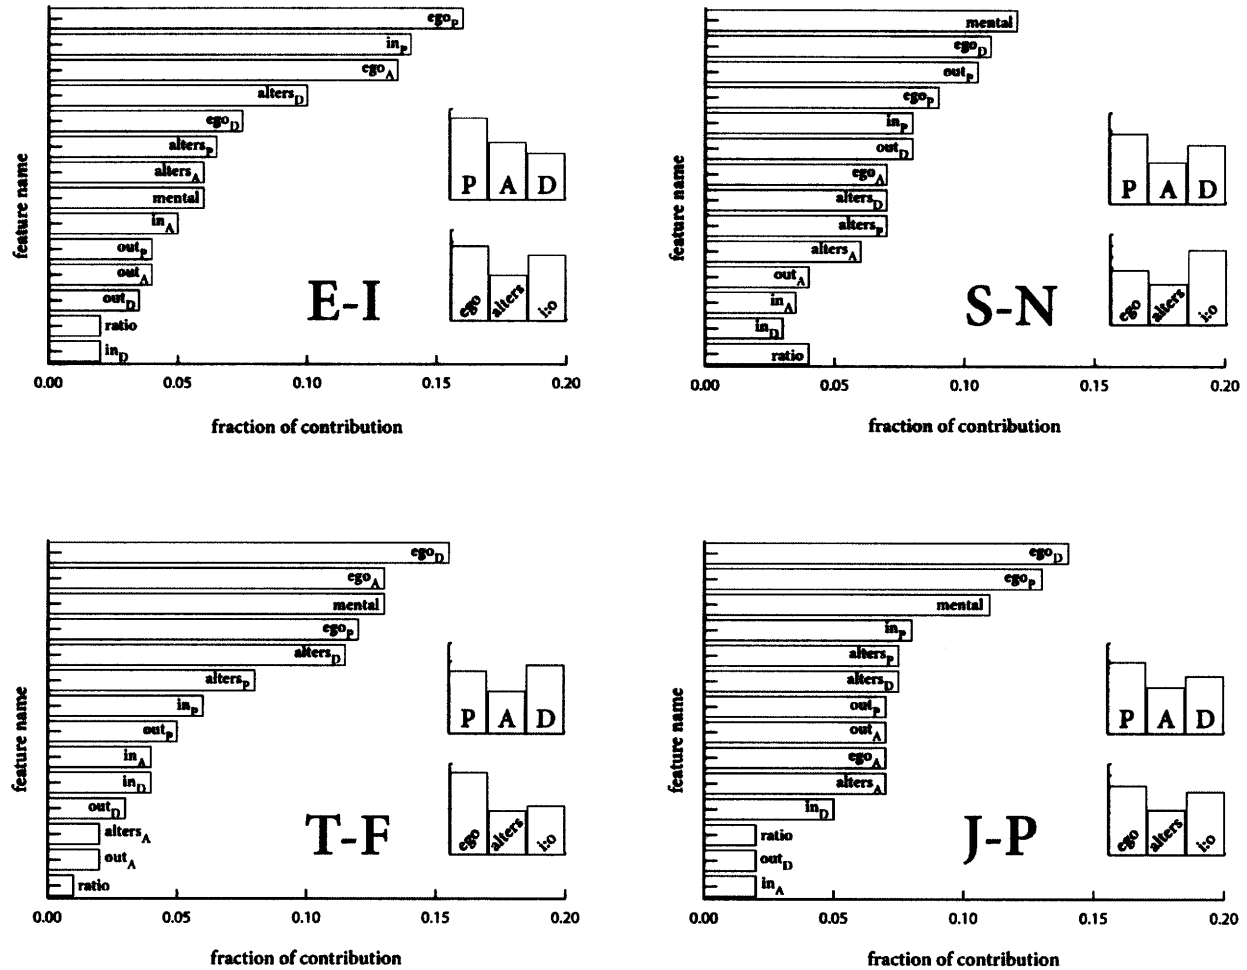 feature name
ego_P
in_P
ego_A
alters_D
ego_D
alters_P
alters_A
mental
in_A
out_P
out_A
out_D
ratio
in_D
P A D
ego alters i:o
E-I
0.00 0.05 0.10 0.15 0.20
fraction of contribution
feature name
mental
ego_D
out_P
ego_P
in_P
out_D
ego_A
alters_D
alters_P
alters_A
out_A
in_A
in_D
ratio
P A D
ego alters i:o
S-N
0.00 0.05 0.10 0.15 0.20
fraction of contribution
feature name
ego_D
ego_A
mental
ego_P
alters_D
alters_P
in_P
out_P
in_A
in_D
out_D
alters_A
out_A
ratio
P A D
ego alters i:o
T-F
0.00 0.05 0.10 0.15 0.20
fraction of contribution
feature name
ego_D
ego_P
mental
in_P
alters_P
alters_D
out_P
out_A
ego_A
alters_A
in_D
ratio
out_D
in_A
P A D
ego alters i:o
J-P
0.00 0.05 0.10 0.15 0.20
fraction of contribution